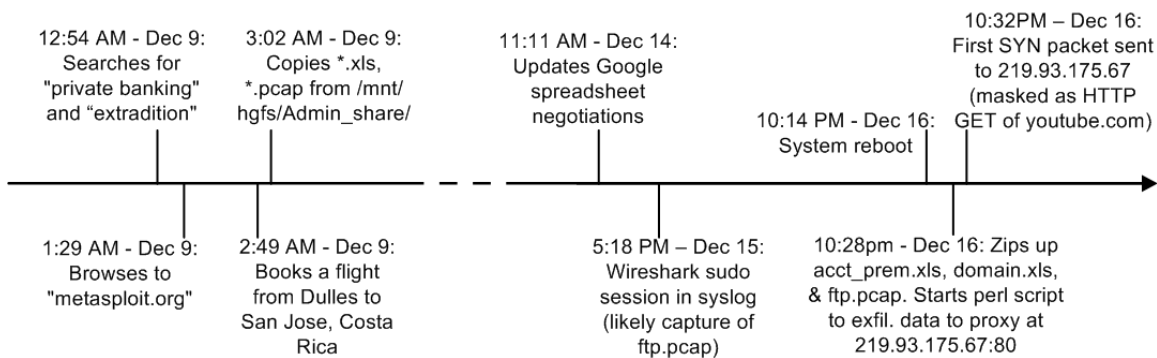 12:54 AM - Dec 9:
Searches for
"private banking"
and “extradition"
3:02 AM - Dec 9:
Copies *.xls,
*.pcap from /mnt/
hgfs/Admin_share/
11:11 AM - Dec 14:
Updates Google
spreadsheet
negotiations
10:14 PM - Dec 16:
System reboot
10:32PM – Dec 16:
First SYN packet sent
to 219.93.175.67
(masked as HTTP
GET of youtube.com)
1:29 AM - Dec 9:
Browses to
"metasploit.org"
2:49 AM - Dec 9:
Books a flight
from Dulles to
San Jose, Costa
Rica
5:18 PM – Dec 15:
Wireshark sudo
session in syslog
(likely capture of
ftp.pcap)
10:28pm - Dec 16: Zips up
acct_prem.xls, domain.xls,
& ftp.pcap. Starts perl script
to exfil. data to proxy at
219.93.175.67:80